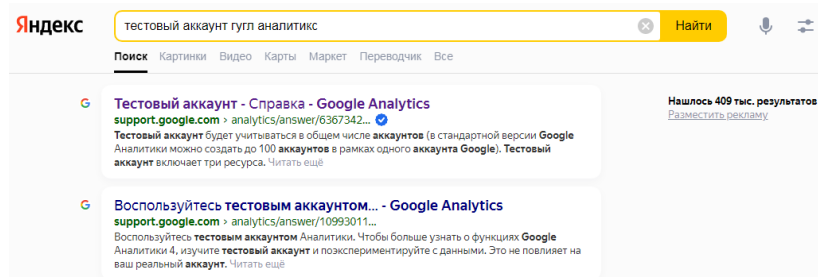 Яндекс
тестовый аккаунт гугл аналитикс
Найти
Поиск Картинки Видео Карты Маркет Переводчик Все
Тестовый аккаунт - Справка - Google Analytics
support.google.com › analytics/answer/6367342...
Тестовый аккаунт будет учитываться в общем числе аккаунтов (в стандартной версии Google
Аналитики можно создать до 100 аккаунтов в рамках одного аккаунта Google). Тестовый
аккаунт включает три ресурса. Читать ещё
Нашлось 409 тыс. результатов
Разместить рекламу
Воспользуйтесь тестовым аккаунтом... - Google Analytics
support.google.com › analytics/answer/10993011...
Воспользуйтесь тестовым аккаунтом Аналитики. Чтобы больше узнать о функциях Google
Аналитики 4, изучите тестовый аккаунт и поэкспериментируйте с данными. Это не повлияет на
ваш реальный аккаунт. Читать ещё